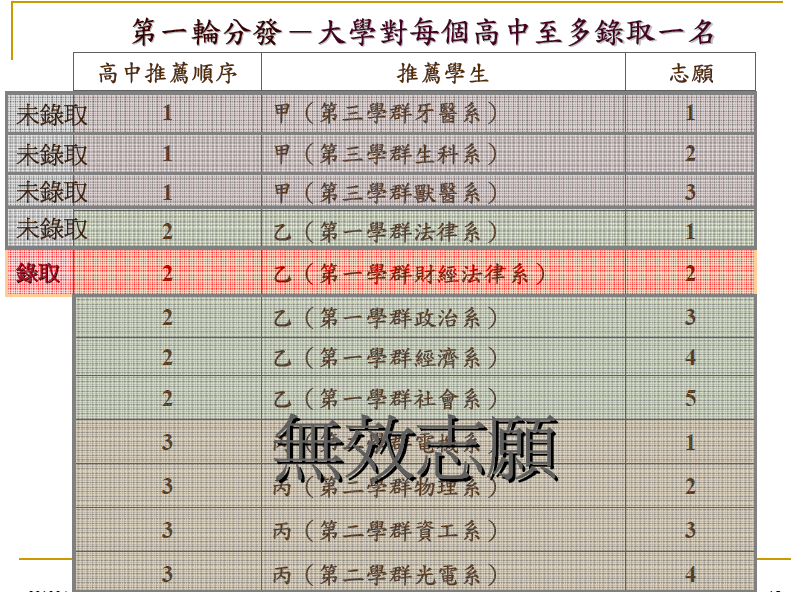 第一輪分發－大學對每個高中至多錄取一名
高中推薦順序 推薦學生 志願
未錄取 1 甲（第三學群牙醫系） 1
未錄取 1 甲（第三學群生科系） 2
未錄取 1 甲（第三學群獸醫系） 3
未錄取 2 乙（第一學群法律系） 1
錄取 2 乙（第一學群財經法律系） 2
2 乙（第一學群政治系） 3
2 乙（第一學群經濟系） 4
2 乙（第一學群社會系） 5
無效志願
3 丙（第二學群電機系） 1
3 丙（第二學群物理系） 2
3 丙（第二學群資工系） 3
3 丙（第二學群光電系） 4